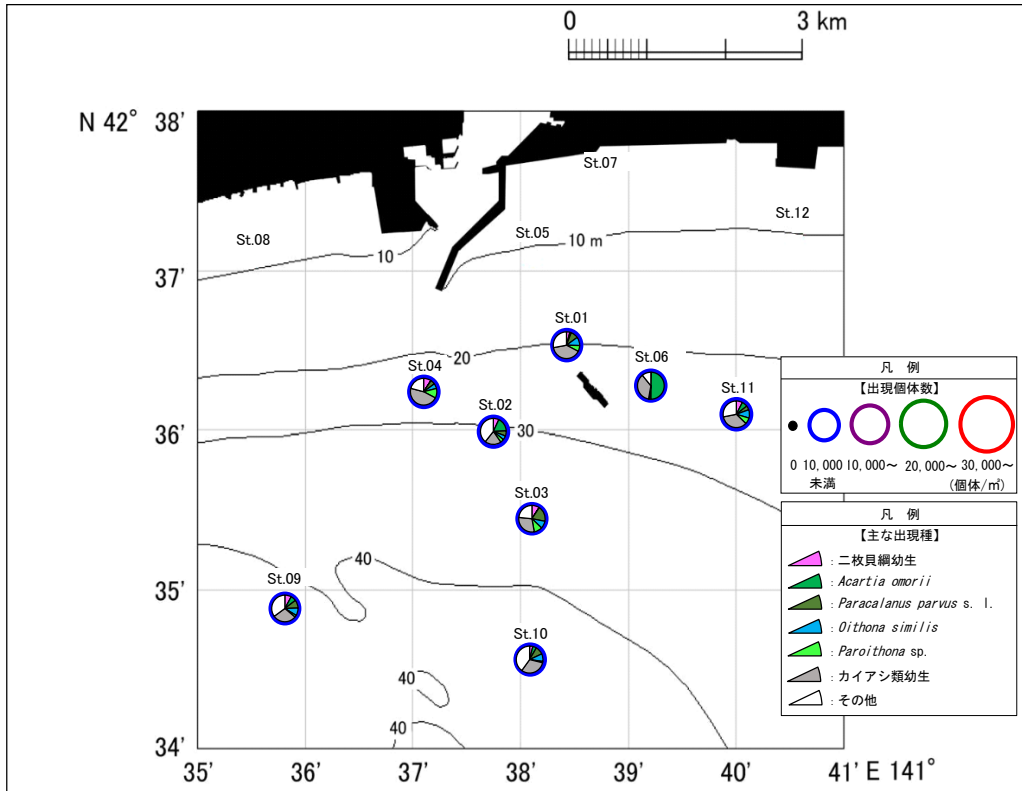 0 3 km
N 42° 38'
St.07
St.12
St.05
St.08
10 m
10
37'
St.01
20
St.04
St.06
St.11
St.02
36'
30
St.03
40
35'
St.09
St.10
40
40
34'
35' 36' 37' 38' 39' 40' 41' E 141°
凡 例
【出現個体数】
0 10,000 10,000~ 20,000~ 30,000~
未満 (個体/㎥)
凡 例
【主な出現種】
: 二枚貝綱幼生
: Acartia omorii
: Paracalanus parvus s. l.
: Oithona similis
: Paroithona sp.
: カイアシ類幼生
: その他